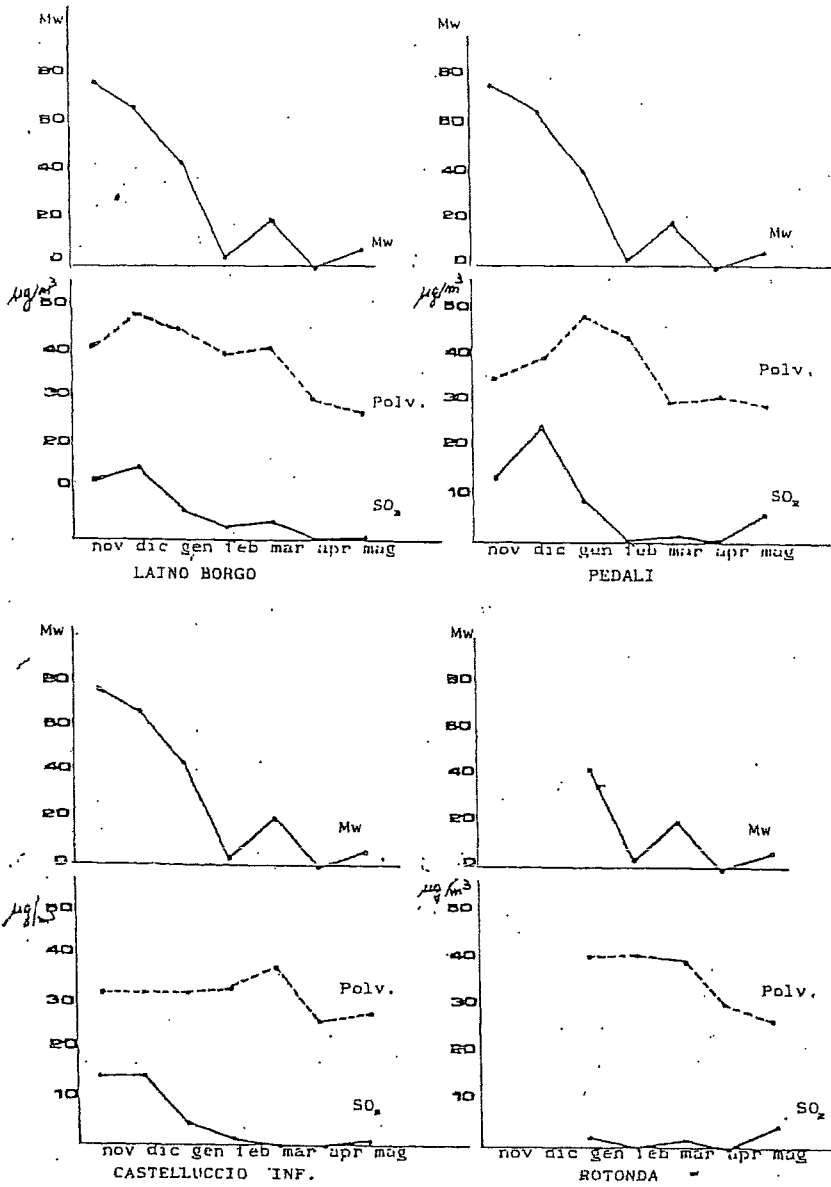 Mw
80
60
40
20
0
Mw
µg/m³
50
40
30
20
0
Polv.
SO₂
nov dic gen feb mar apr mag
LAINO BORGO
Mw
80
60
40
20
0
Mw
µg/m³
50
40
30
20
10
Polv.
SO₂
nov dic gen feb mar apr mag
PEDALI
Mw
80
60
40
20
0
Mw
µg/m³
50
40
30
20
10
Polv.
SO₂
nov dic gen feb mar apr mag
CASTELLUCCIO INF.
Mw
80
60
40
20
0
Mw
µg/m³
50
40
30
20
10
Polv.
SO₂
nov dic gen feb mar apr mag
ROTONDA